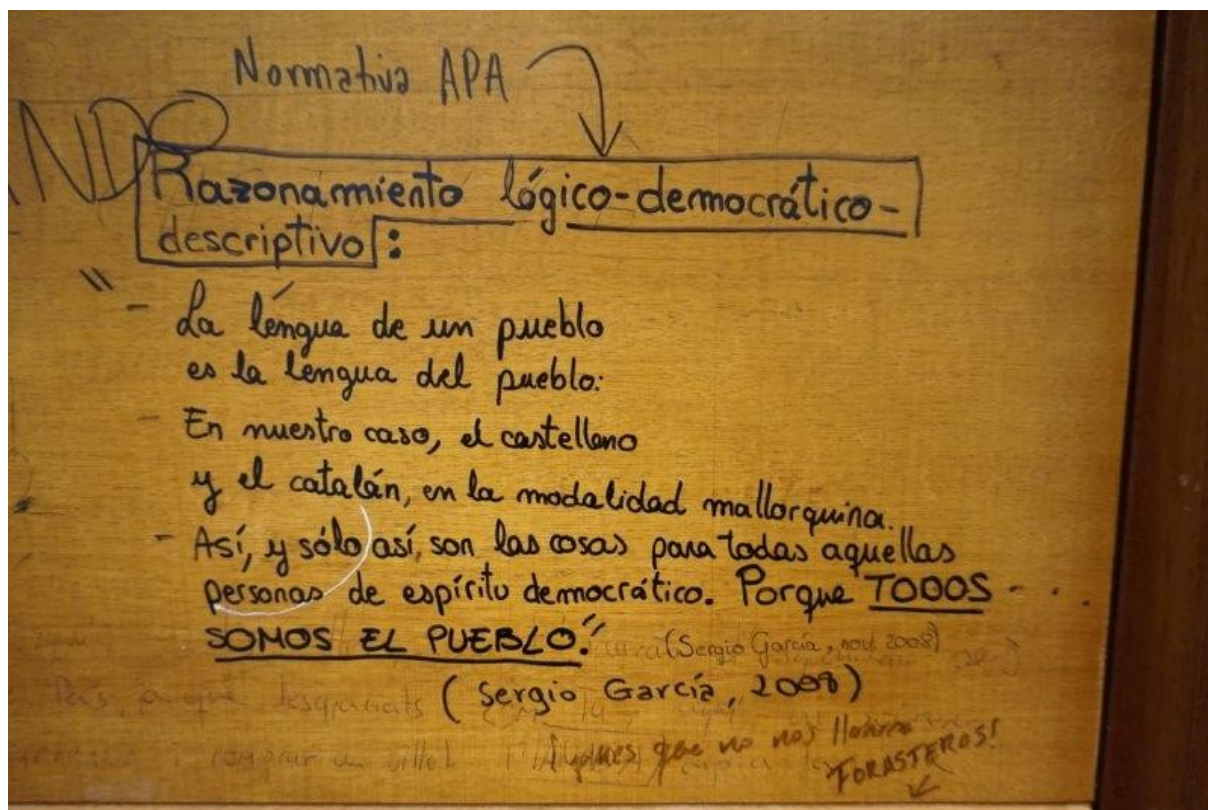 Normativa APA
AND
Razonamiento lógico-democrático-
descriptivo:
"- La léngua de un pueblo
es la lengua del pueblo:
- En nuestro caso, el castellano
y el catalán, en la modalidad mallorquina.
- Así, y sólo así, son las cosas para todas aquellas
personas de espíritu democrático. Porque TODOS - . .
SOMOS EL PUEBLO."
(Sergio García, nov. 2008)
(Sergio García, 2008)
que no nos
FORASTEROS!